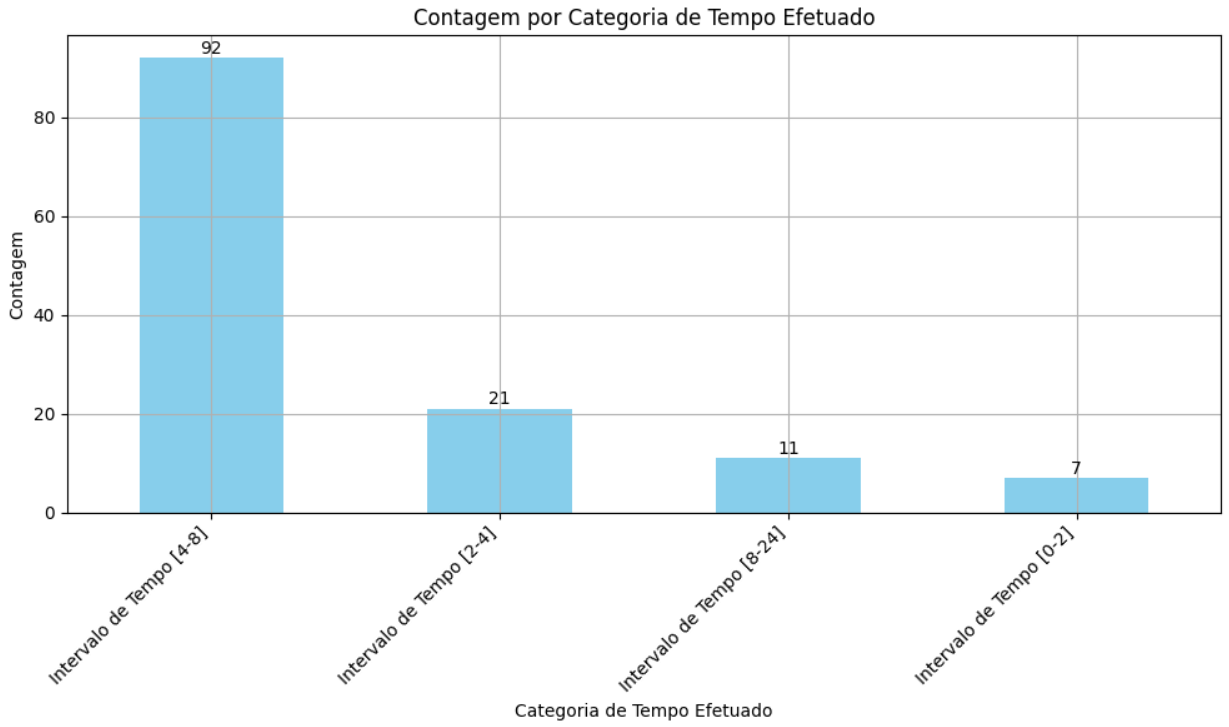 Contagem por Categoria de Tempo Efetuado
92
80
60
40
20
0
Contagem
21
11
7
Intervalo de Tempo [4-8]
Intervalo de Tempo [2-4]
Intervalo de Tempo [8-24]
Intervalo de Tempo [0-2]
Categoria de Tempo Efetuado